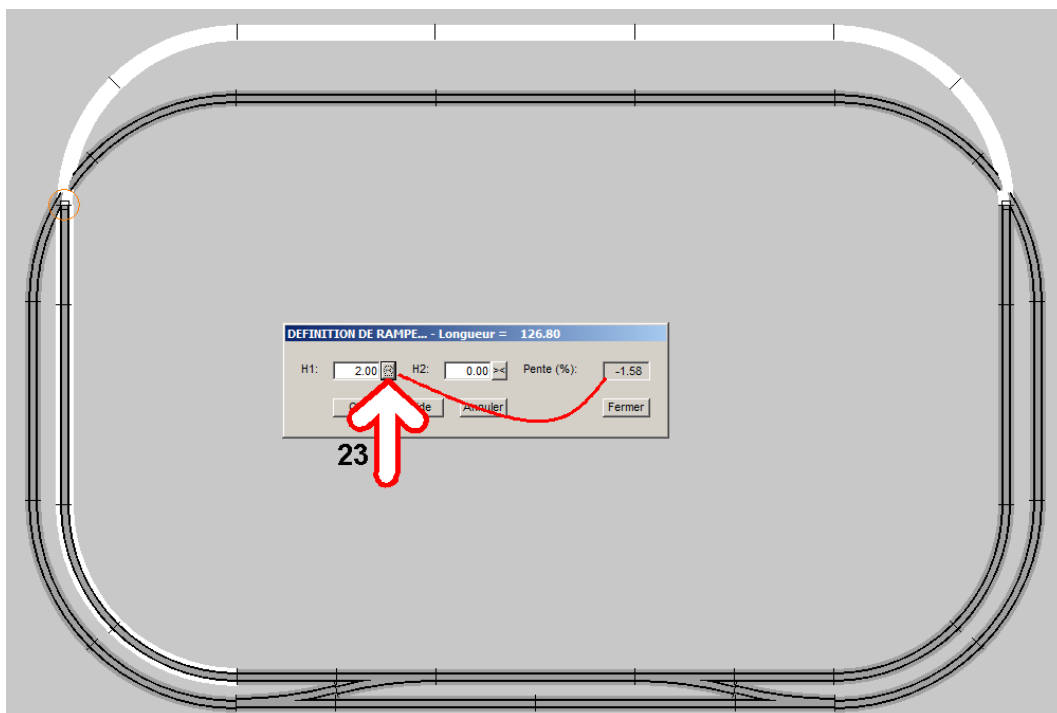 DEFINITION DE RAMPE... - Longueur = 126.80
H1: 2.00 H2: 0.00 >< Pente (%): -1.58
Annuler Fermer
23